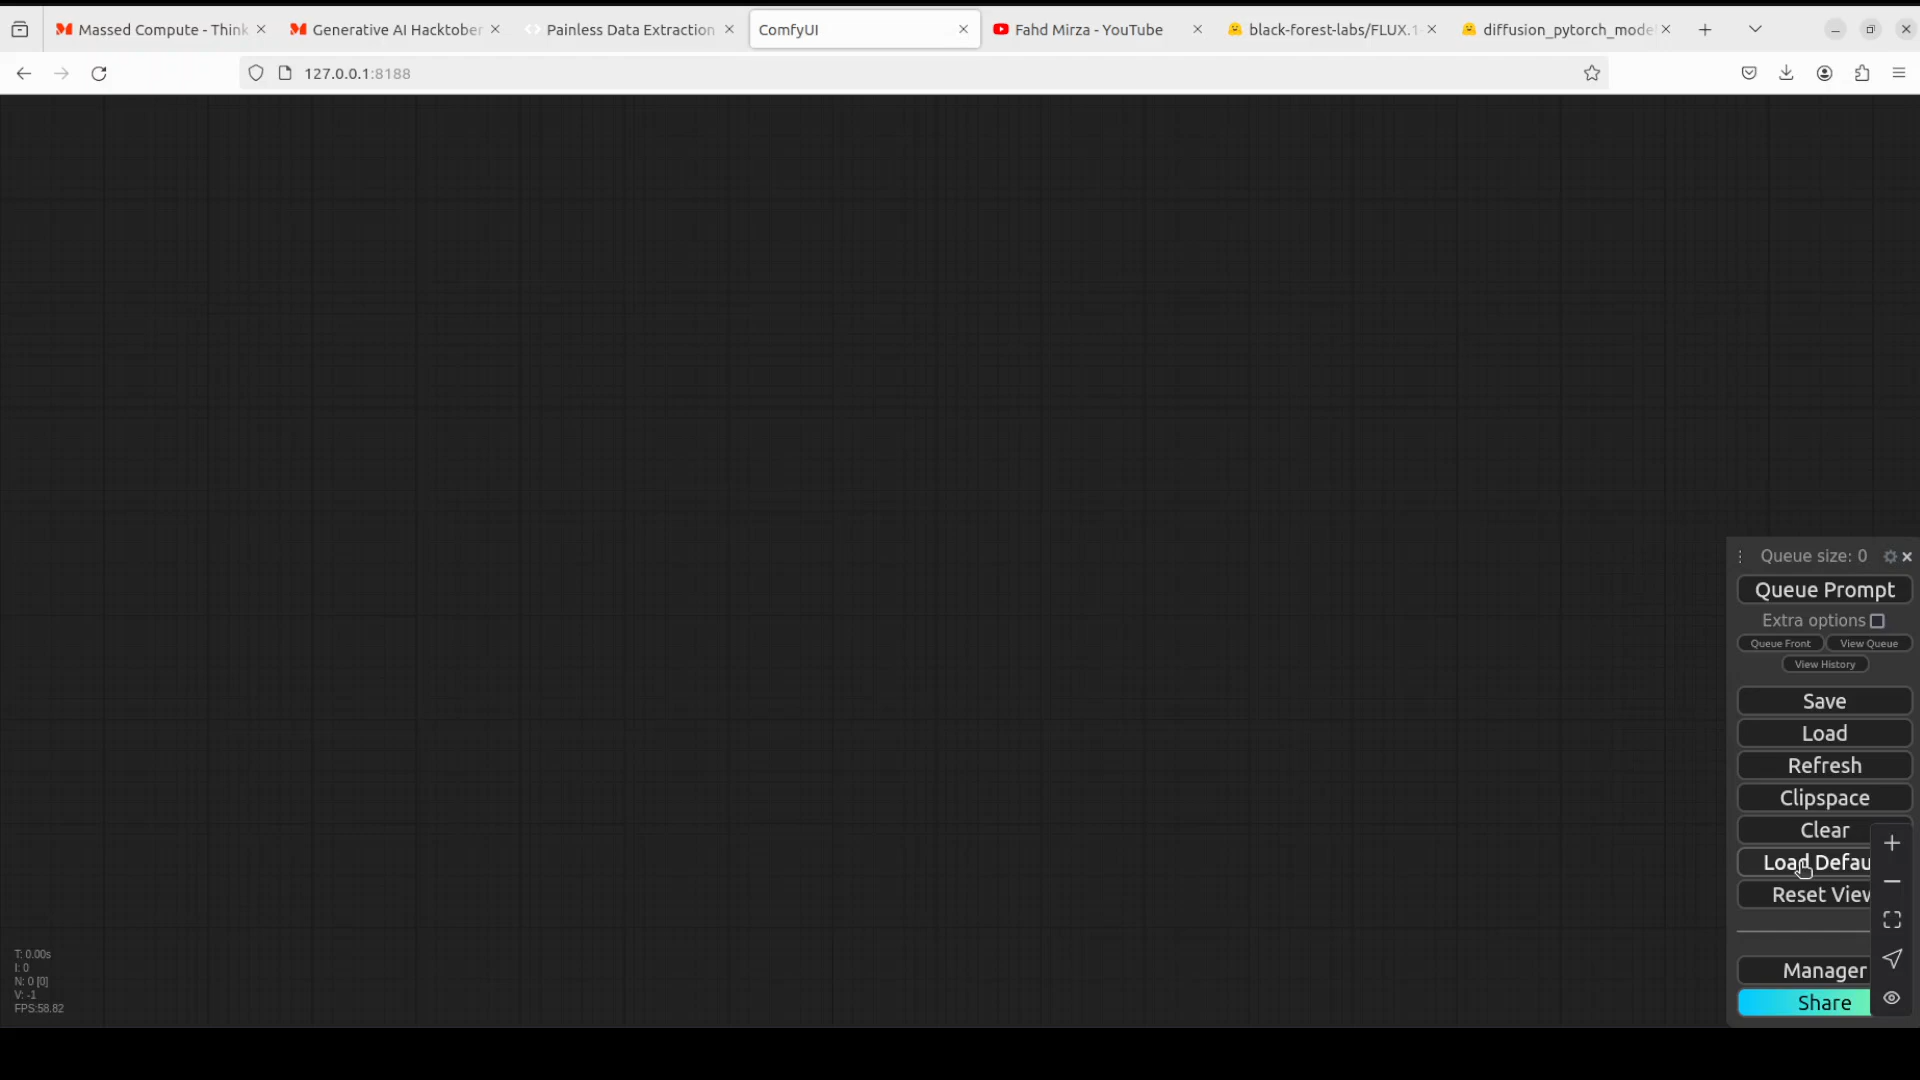 Massed Compute - Think
Generative AI Hacktober
Painless Data Extraction
ComfyUI
Fahd Mirza - YouTube
black-forest-labs/FLUX.1-
diffusion_pytorch_mode
127.0.0.1:8188
Queue size: 0
Queue Prompt
Extra options
Queue Front
View Queue
View History
Save
Load
Refresh
Clipspace
Clear
Load Defau
Reset View
Manager
Share
T: 0.00s
I: 0
N: 0 [0]
V: -1
FPS:58.82